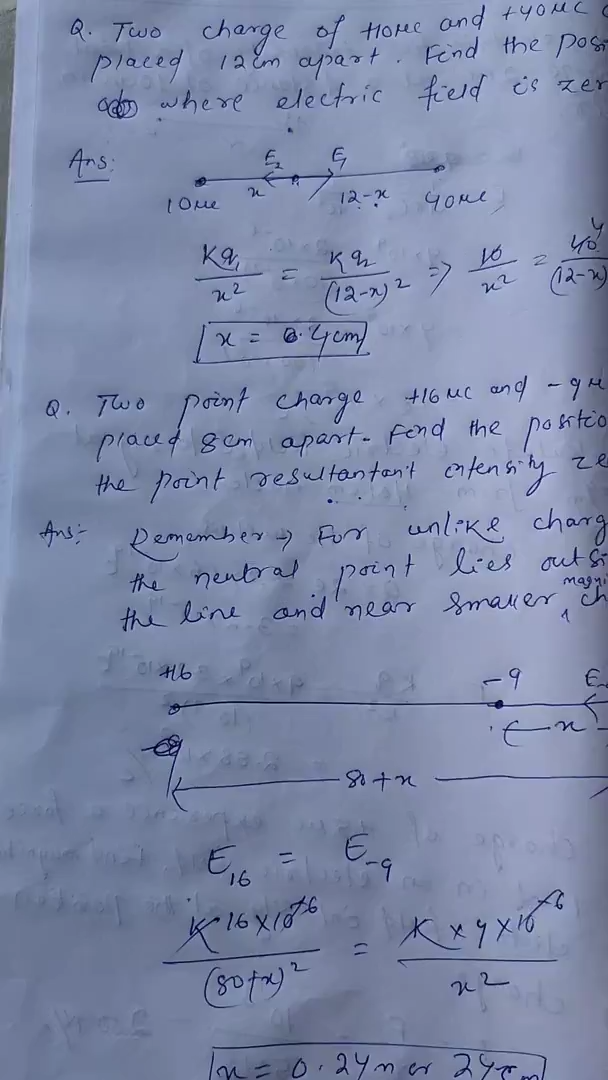 Q. Two charge of +10μc and +40μc
placed 12cm apart. Find the posi
where electric field is zer
Ans:
E₂ E₁
10μc x 12-x 40μc
Kq₁/x² = Kq₂/(12-x)² => 10/x² = 40/(12-x)
x = 0.4cm
Q. Two point charge +16μc and -9μ
placed 8cm apart. Find the positio
the point resultantant intensity ze
Ans:- Remember → For unlike charg
the neutral point lies outsi
the line and near smaller magni ch
+16 -9 E
x
80+x
E₁₆ = E₋₉
K16×10⁻⁶/(80+x)² = K×9×10⁻⁶/x²
x = 0.24m or 24cm